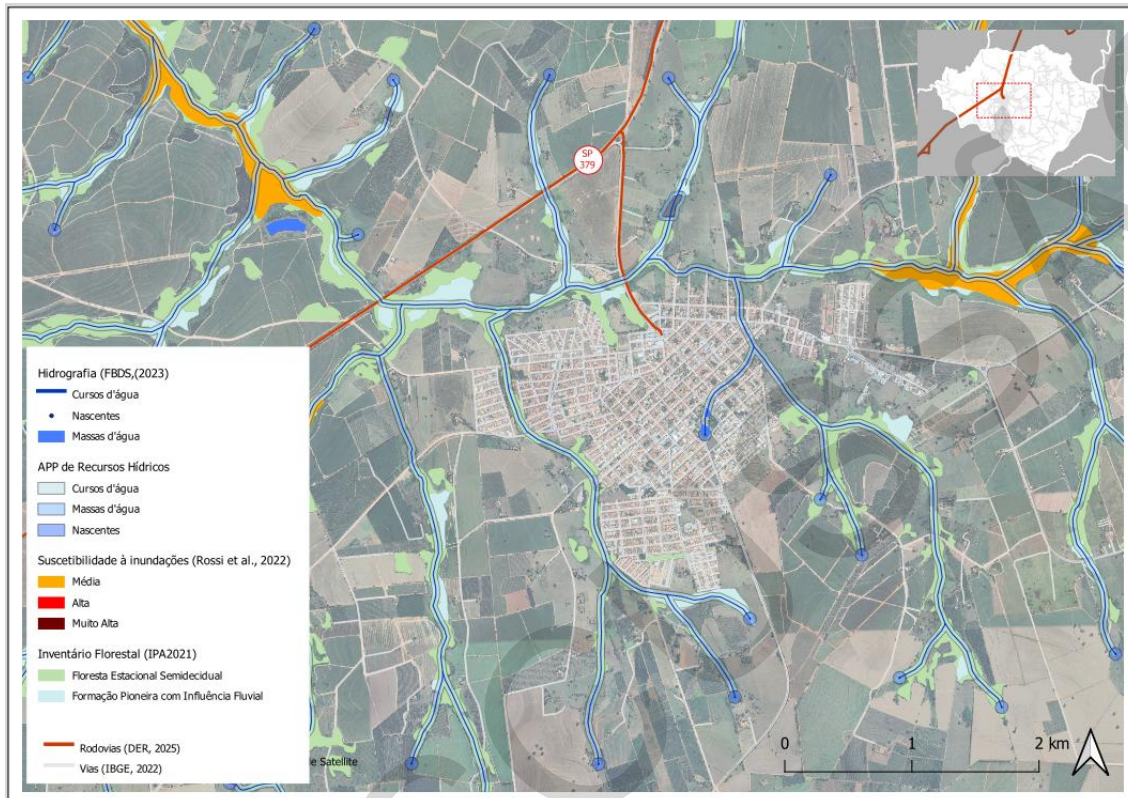 SP
379
Hidrografia (FBDS,(2023)
Cursos d'água
Nascentes
Massas d'água
APP de Recursos Hídricos
Cursos d'água
Massas d'água
Nascentes
Suscetibilidade à inundações (Rossi et al., 2022)
Média
Alta
Muito Alta
Inventário Florestal (IPA2021)
Floresta Estacional Semidecidual
Formação Pioneira com Influência Fluvial
Rodovias (DER, 2025)
Vias (IBGE, 2022)
e Satellite
0 1 2 km